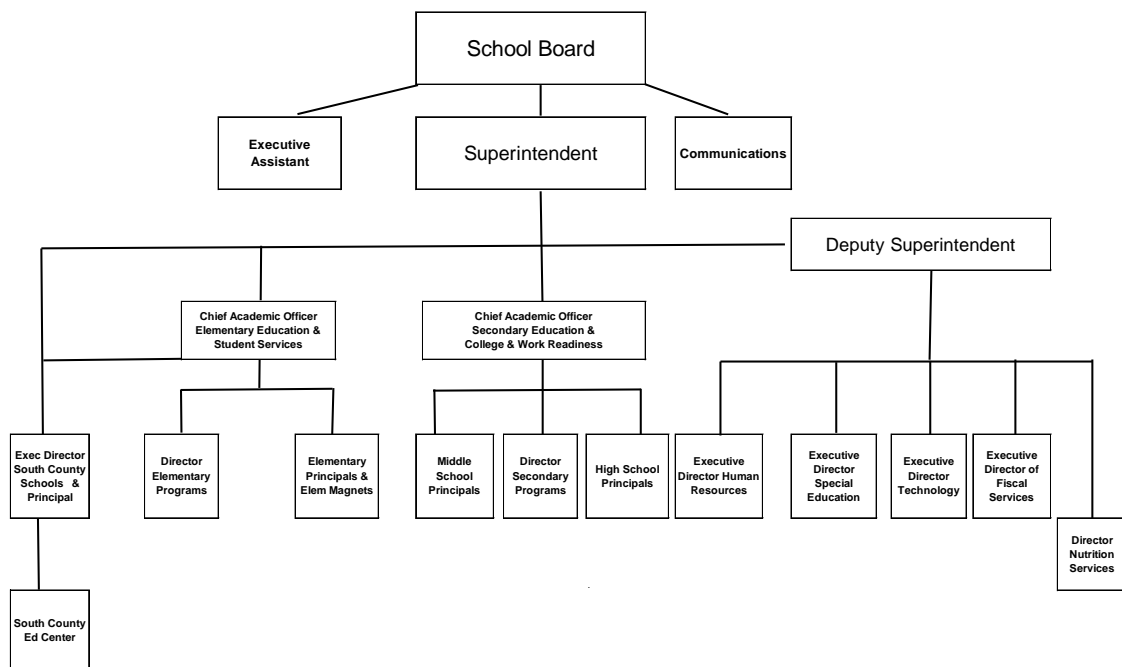 School Board
Executive
Assistant
Superintendent
Communications
Deputy Superintendent
Chief Academic Officer
Elementary Education &
Student Services
Chief Academic Officer
Secondary Education &
College & Work Readiness
Exec Director
South County
Schools & 
Principal
Director
Elementary
Programs
Elementary
Principals &
Elem Magnets
Middle
School
Principals
Director
Secondary
Programs
High School
Principals
Executive
Director Human
Resources
Executive
Director
Special
Education
Executive
Director
Technology
Executive
Director of
Fiscal
Services
Director
Nutrition
Services
South County
Ed Center